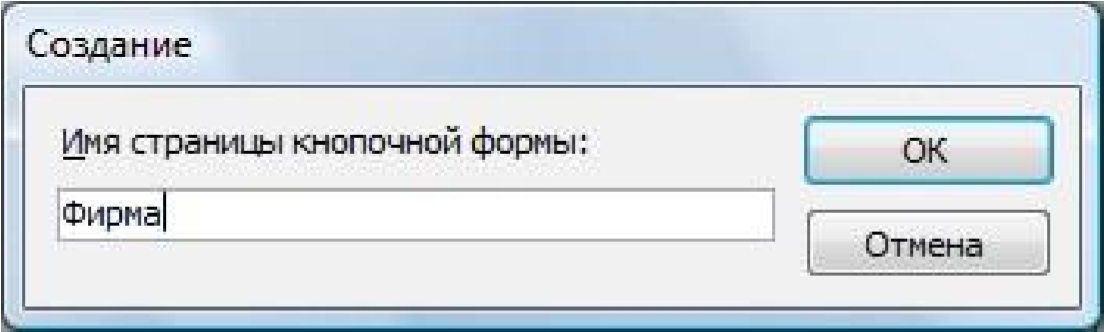 Создание
Имя страницы кнопочной формы:
ОК
Фирма
Отмена